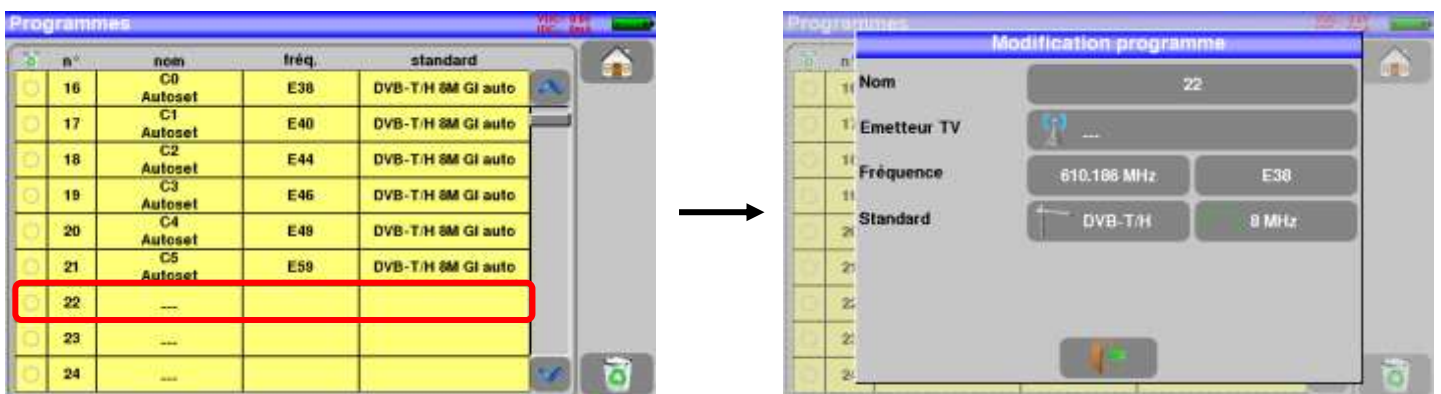 Programmes
n° nom fréq. standard
16 C0 Autoset E38 DVB-T/H 8M GI auto
17 C1 Autoset E40 DVB-T/H 8M GI auto
18 C2 Autoset E44 DVB-T/H 8M GI auto
19 C3 Autoset E46 DVB-T/H 8M GI auto
20 C4 Autoset E49 DVB-T/H 8M GI auto
21 C5 Autoset E59 DVB-T/H 8M GI auto
22 ---
23 ---
24 ---
Programmes
Modification programme
Nom 22
Emetteur TV ---
Fréquence 610.186 MHz E38
Standard DVB-T/H 8 MHz